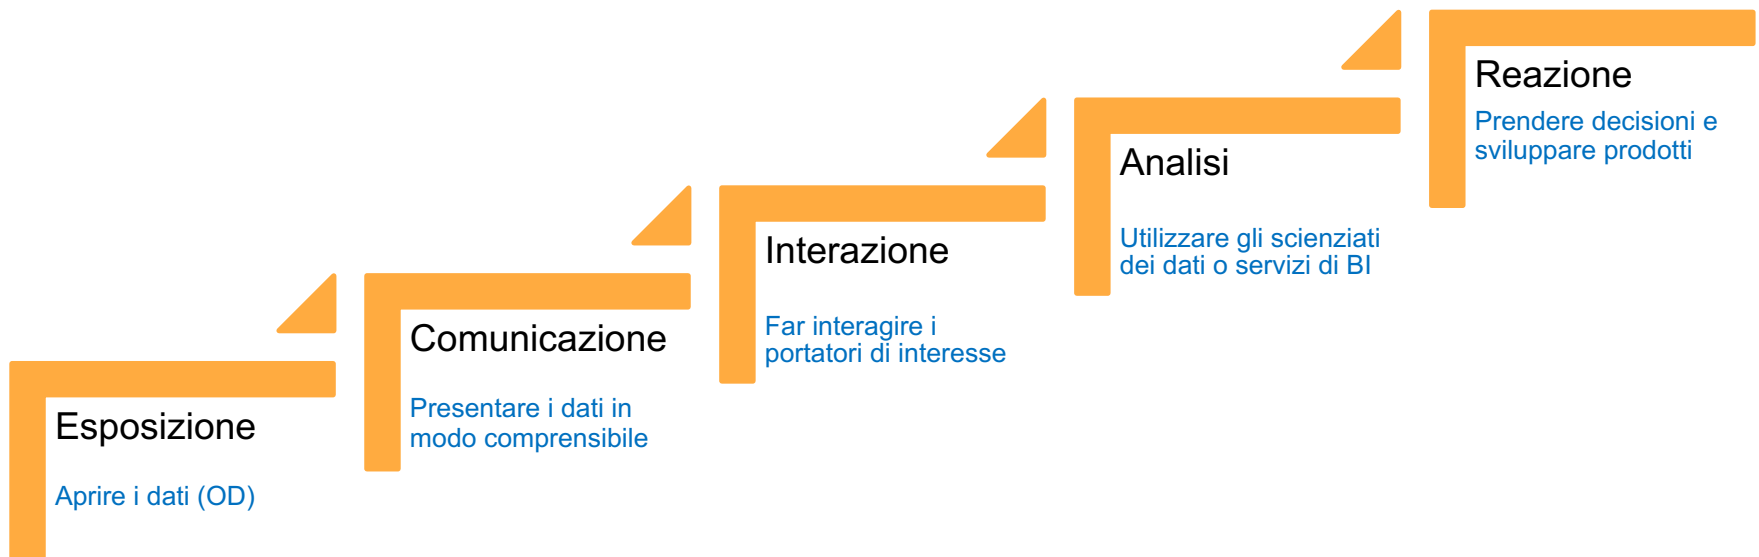 Esposizione
Aprire i dati (OD)
Comunicazione
Presentare i dati in
modo comprensibile
Interazione
Far interagire i
portatori di interesse
Analisi
Utilizzare gli scienziati
dei dati o servizi di BI
Reazione
Prendere decisioni e
sviluppare prodotti